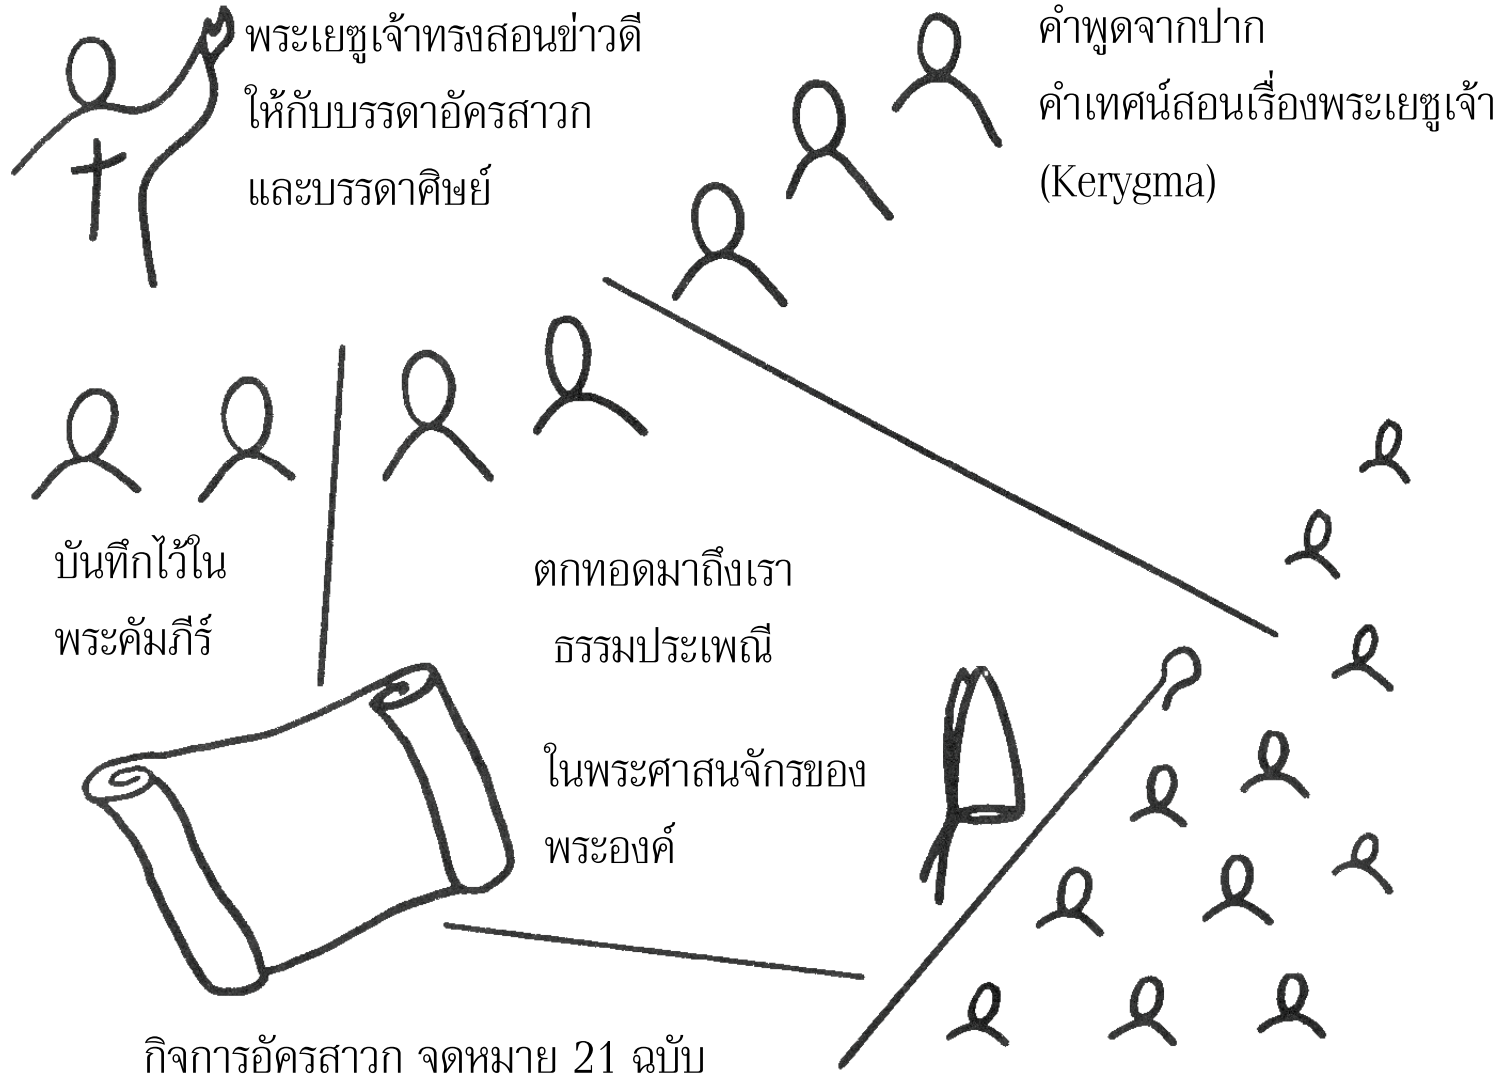 พระเยซูเจ้าทรงสอนข่าวดี
ให้กับบรรดาอัครสาวก
และบรรดาศิษย์
คำพูดจากปาก
คำเทศน์สอนเรื่องพระเยซูเจ้า
(Kerygma)
บันทึกไว้ใน
พระคัมภีร์
ตกทอดมาถึงเรา
ธรรมประเพณี
ในพระศาสนจักรของ
พระองค์
กิจการอัครสาวก จดหมาย 21 ฉบับ